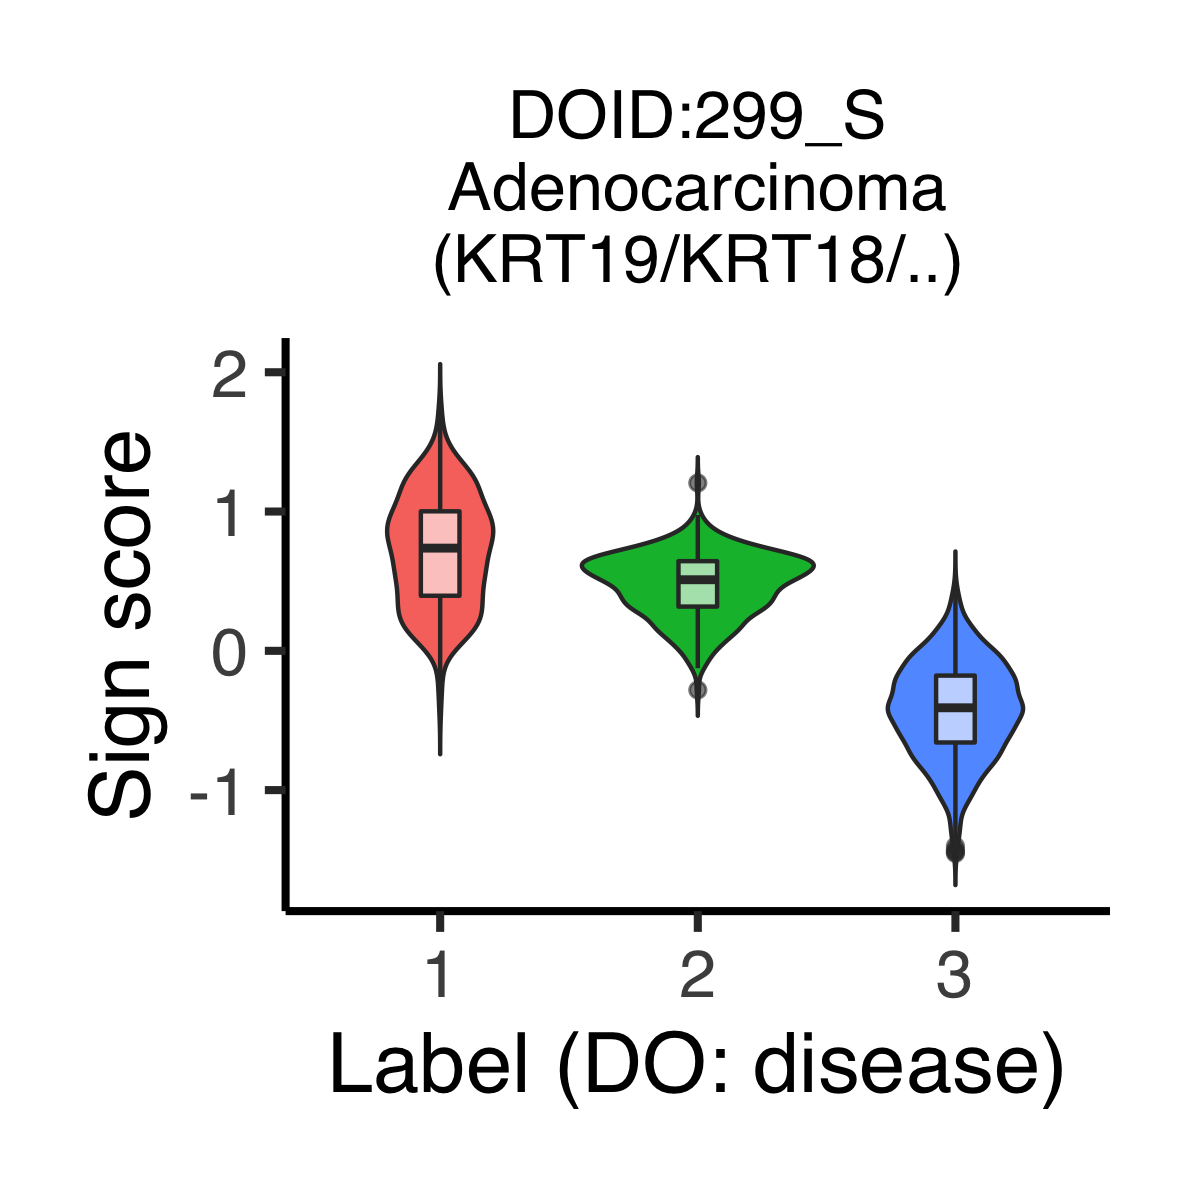 DOID:299_S
Adenocarcinoma
(KRT19/KRT18/..)
Sign score
2
1
0
-1
1 2 3
Label (DO: disease)